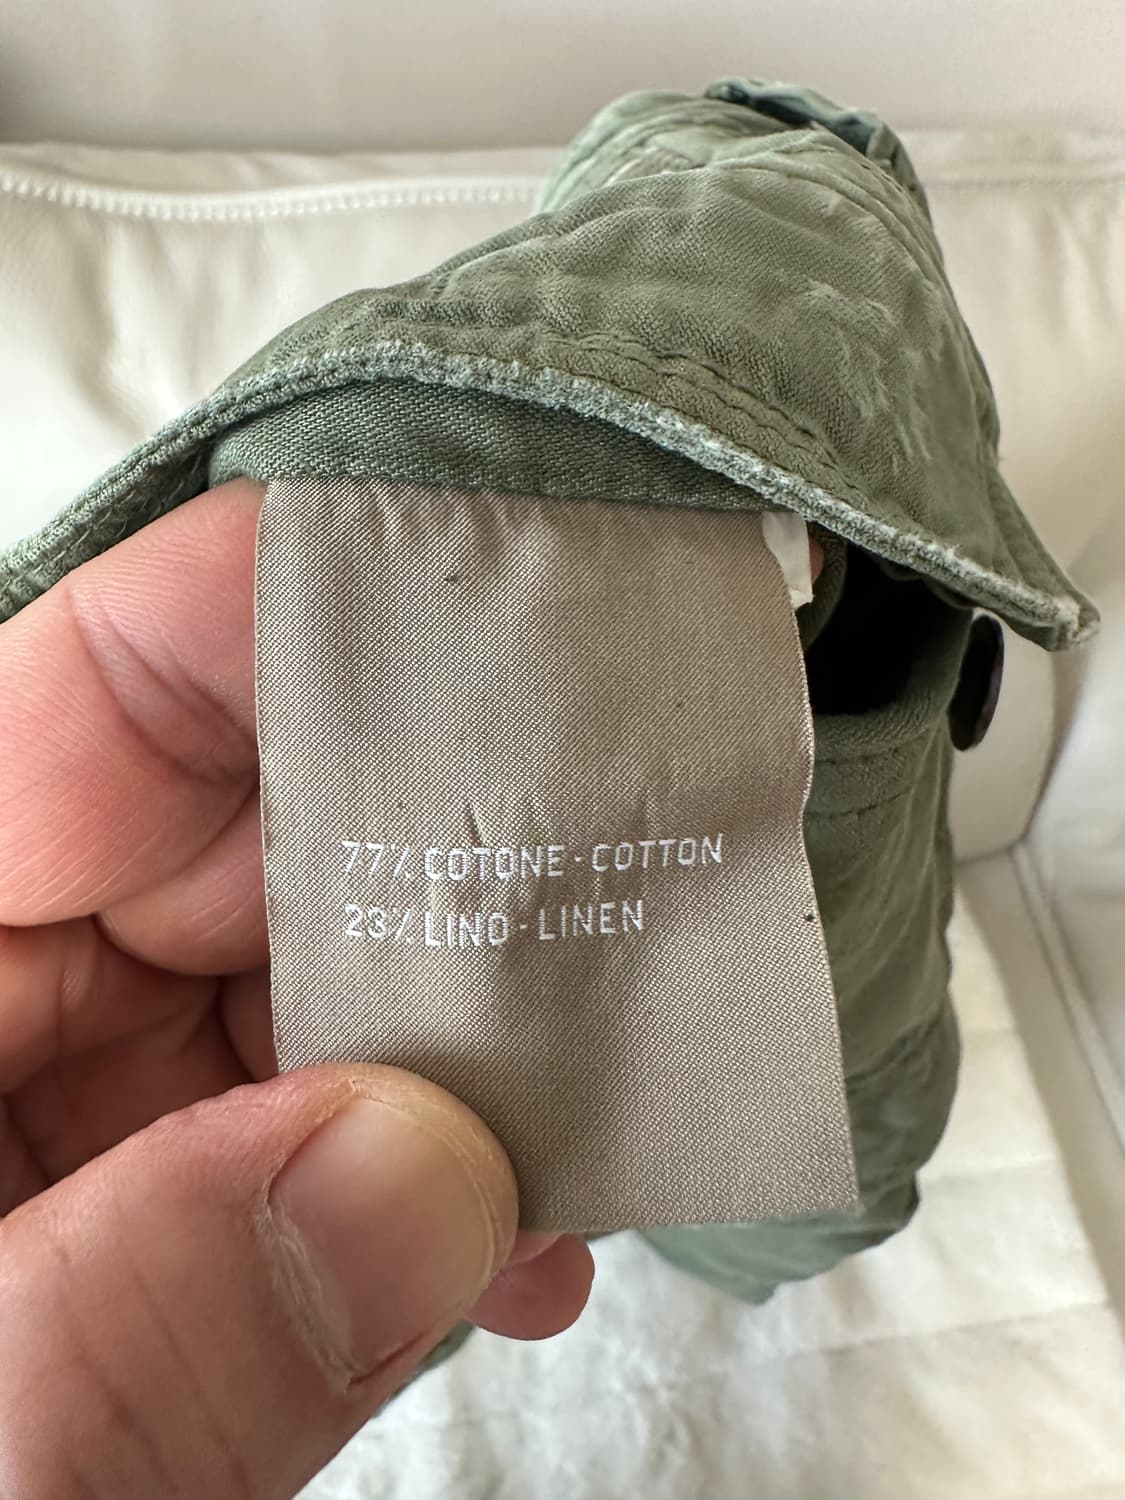 77% COTONE - COTTON
23% LINO - LINEN